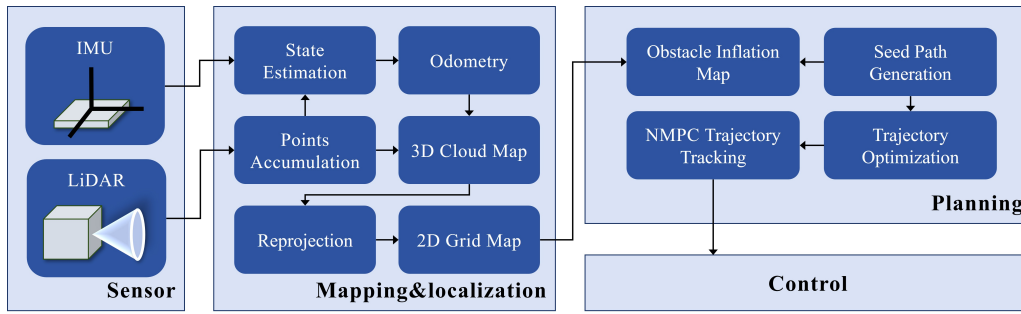 IMU
LiDAR
Sensor
State
Estimation
Odometry
Points
Accumulation
3D Cloud Map
Reprojection
2D Grid Map
Mapping&localization
Obstacle Inflation
Map
Seed Path
Generation
NMPC Trajectory
Tracking
Trajectory
Optimization
Planning
Control